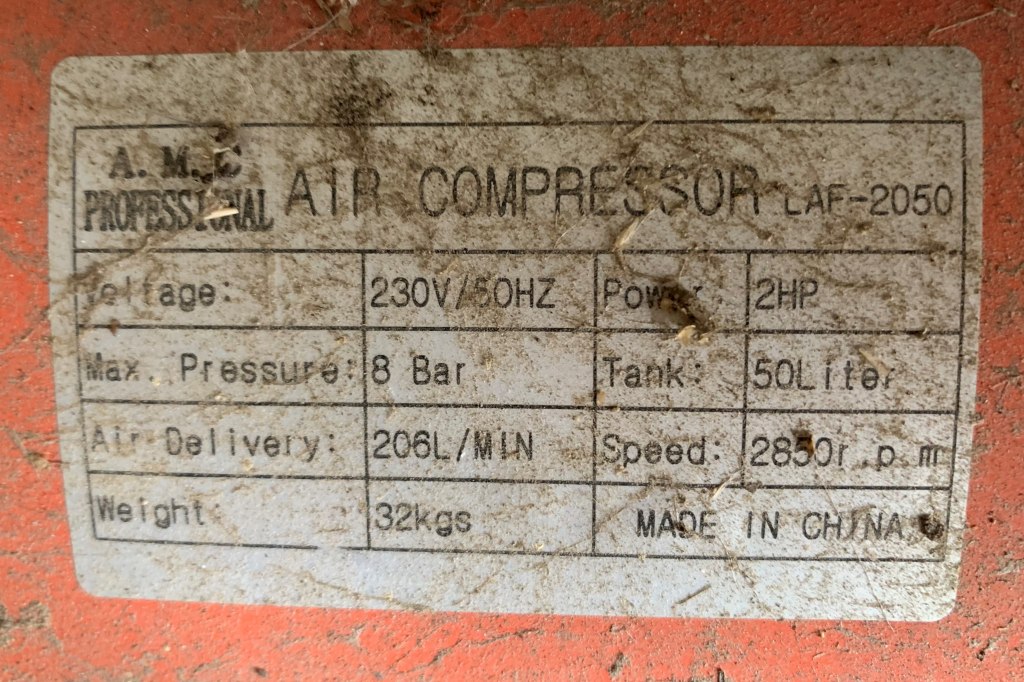 A. M. C
PROFESSIONAL
AIR COMPRESSOR LAF-2050
Voltage: 230V/50HZ Power: 2HP
Max. Pressure: 8 Bar Tank: 50Liter
Air Delivery: 206L/MIN Speed: 2850r.p.m
Weight: 32kgs MADE IN CHINA